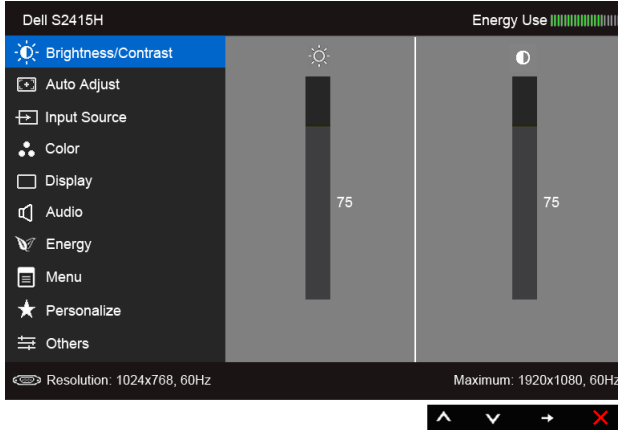 Dell S2415H
Energy Use
Brightness/Contrast
Auto Adjust
Input Source
Color
Display
Audio
Energy
Menu
Personalize
Others
75
75
Resolution: 1024x768, 60Hz
Maximum: 1920x1080, 60Hz